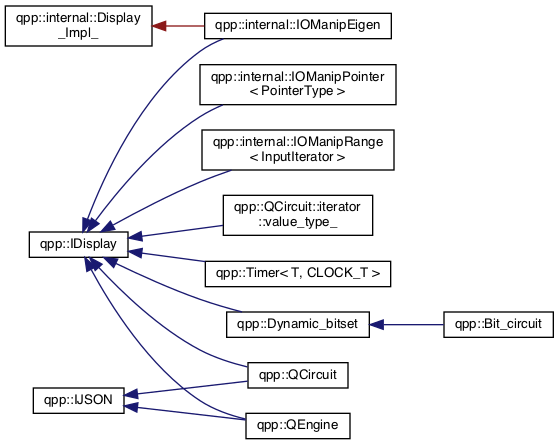 qpp::internal::Display
_Impl_
qpp::internal::IOManipEigen
qpp::internal::IOManipPointer
< PointerType >
qpp::internal::IOManipRange
< InputIterator >
qpp::QCircuit::iterator
::value_type_
qpp::IDisplay
qpp::Timer< T, CLOCK_T >
qpp::Dynamic_bitset
qpp::Bit_circuit
qpp::QCircuit
qpp::IJSON
qpp::QEngine